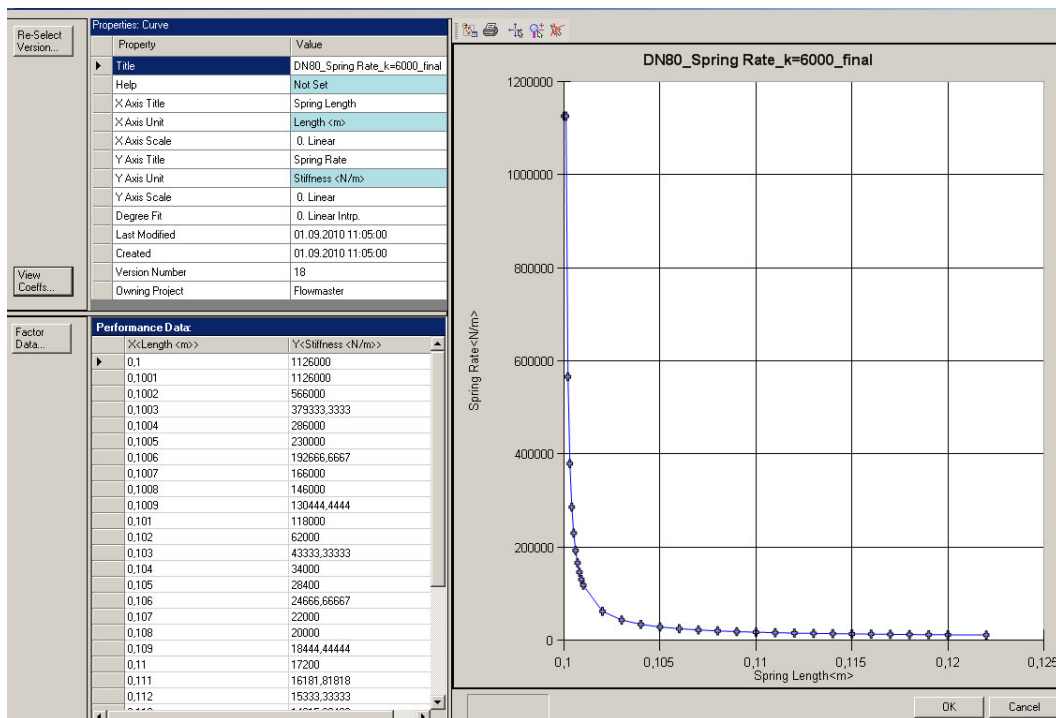 Re-Select
Version...
View
Coeffs...
Factor
Data...
Properties: Curve
Property Value
Title DN80_Spring Rate_k=6000_final
Help Not Set
X Axis Title Spring Length
X Axis Unit Length <m>
X Axis Scale 0. Linear
Y Axis Title Spring Rate
Y Axis Unit Stiffness <N/m>
Y Axis Scale 0. Linear
Degree Fit 0. Linear Intrp.
Last Modified 01.09.2010 11:05:00
Created 01.09.2010 11:05:00
Version Number 18
Owning Project Flowmaster
Performance Data:
X<Length <m>> Y<Stiffness <N/m>>
0,1 1126000
0,1001 1126000
0,1002 566000
0,1003 379333,3333
0,1004 286000
0,1005 230000
0,1006 192666,6667
0,1007 166000
0,1008 146000
0,1009 130444,4444
0,101 118000
0,102 62000
0,103 43333,33333
0,104 34000
0,105 28400
0,106 24666,66667
0,107 22000
0,108 20000
0,109 18444,44444
0,11 17200
0,111 16181,81818
0,112 15333,33333
DN80_Spring Rate_k=6000_final
1200000
1000000
800000
600000
400000
200000
0
Spring Rate<N/m>
0,1 0,105 0,11 0,115 0,12 0,125
Spring Length<m>
OK Cancel